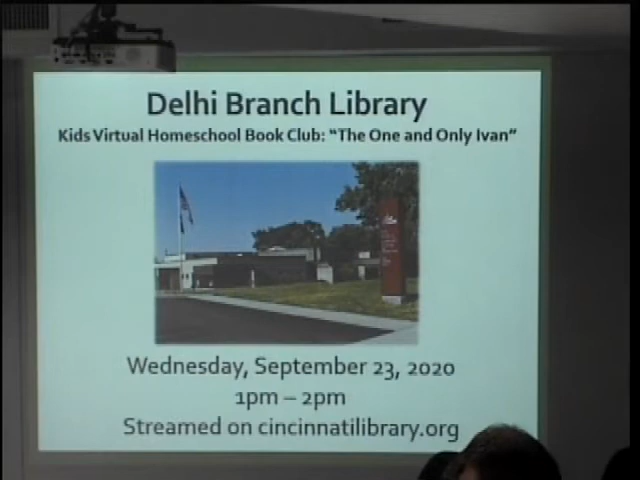 Delhi Branch Library
Kids Virtual Homeschool Book Club: "The One and Only Ivan"
Wednesday, September 23, 2020
1pm – 2pm
Streamed on cincinnatilibrary.org